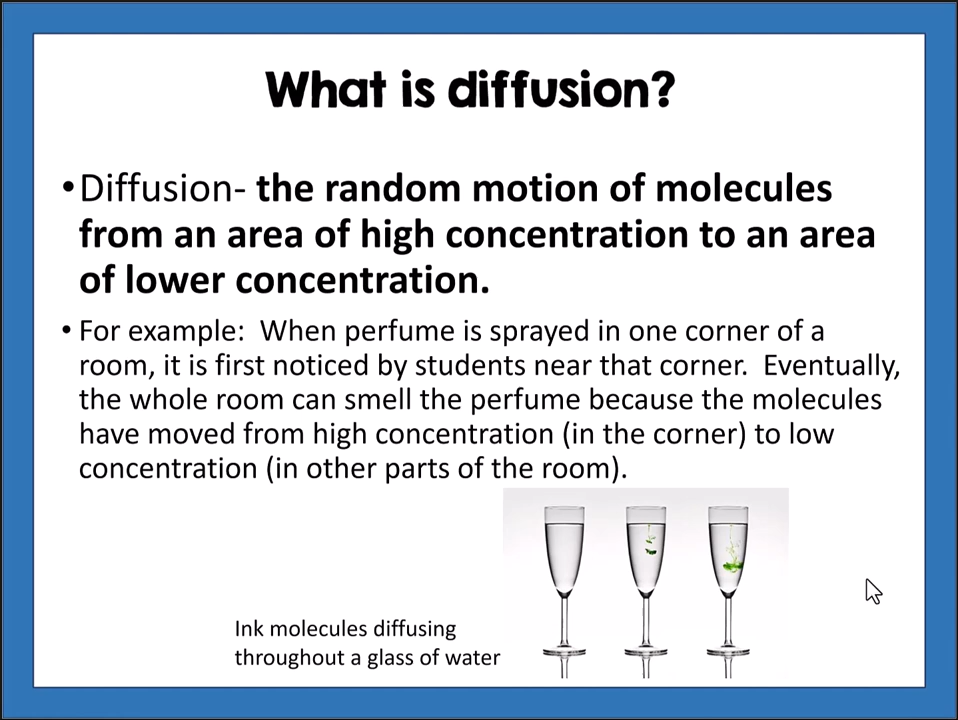 What is diffusion?
•Diffusion- the random motion of molecules
from an area of high concentration to an area
of lower concentration.
• For example:  When perfume is sprayed in one corner of a
room, it is first noticed by students near that corner.  Eventually,
the whole room can smell the perfume because the molecules
have moved from high concentration (in the corner) to low
concentration (in other parts of the room).
Ink molecules diffusing
throughout a glass of water